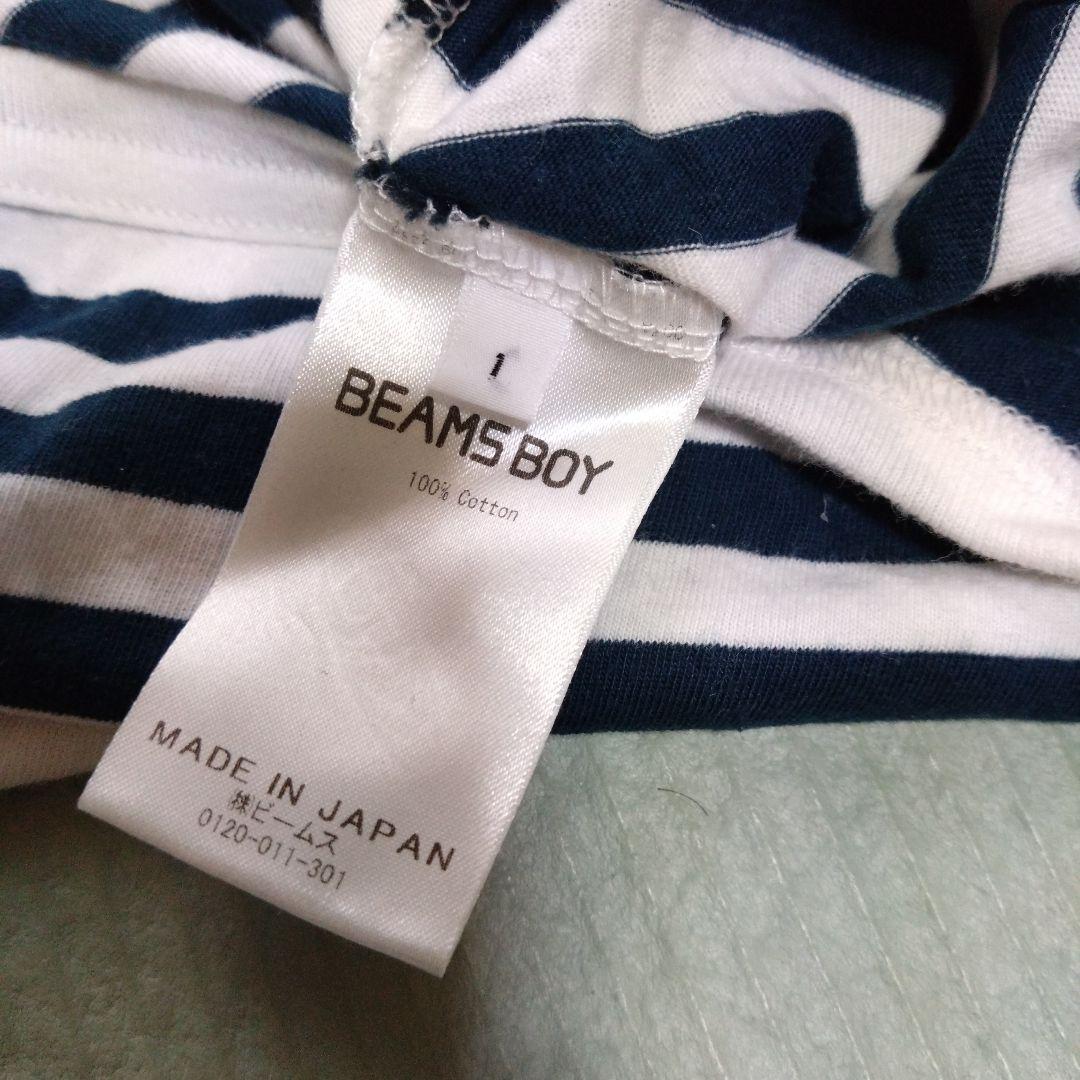 1
BEAMS BOY
100% Cotton
MADE IN JAPAN
㈱ビームス
0120-011-301